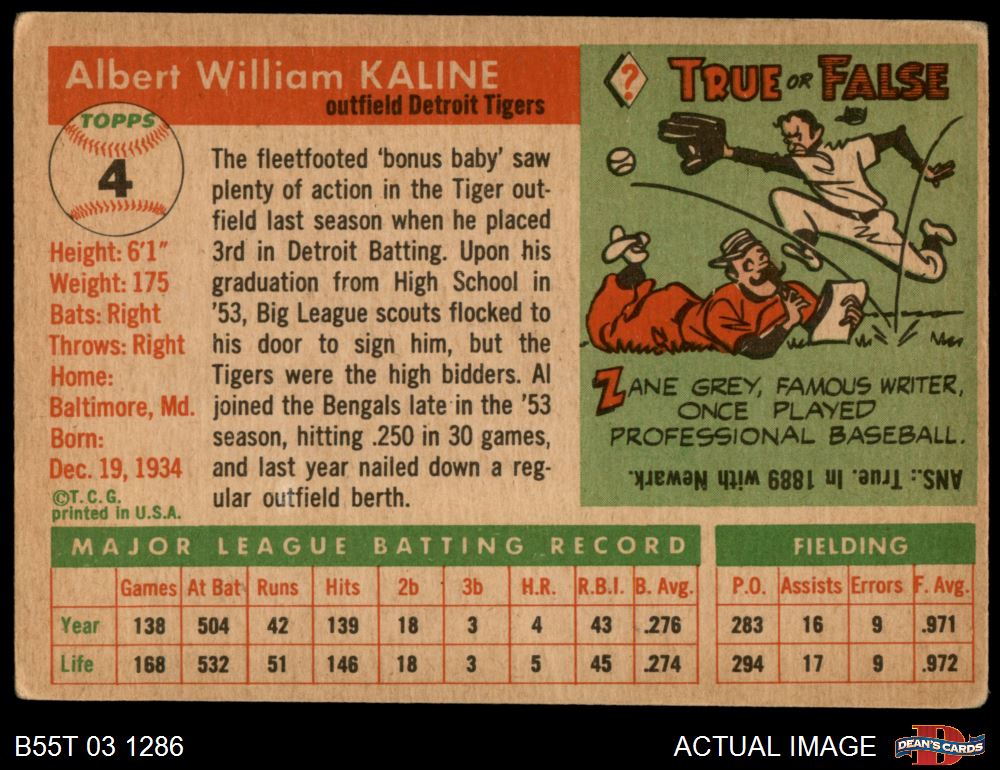 Albert William KALINE
outfield Detroit Tigers
TOPPS
4
Height: 6'1"
Weight: 175
Bats: Right
Throws: Right
Home:
Baltimore, Md.
Born:
Dec. 19, 1934
©T.C.G.
printed in U.S.A.
The fleetfooted 'bonus baby' saw
plenty of action in the Tiger out-
field last season when he placed
3rd in Detroit Batting. Upon his
graduation from High School in
'53, Big League scouts flocked to
his door to sign him, but the
Tigers were the high bidders. Al
joined the Bengals late in the '53
season, hitting .250 in 30 games,
and last year nailed down a reg-
ular outfield berth.
?
TRUE OR FALSE
ZANE GREY, FAMOUS WRITER,
ONCE PLAYED
PROFESSIONAL BASEBALL.
ANS.: True. In 1889 with Newark.
MAJOR LEAGUE BATTING RECORD
Games At Bat Runs Hits 2b 3b H.R. R.B.I. B. Avg.
Year 138 504 42 139 18 3 4 43 .276
Life 168 532 51 146 18 3 5 45 .274
FIELDING
P.O. Assists Errors F. Avg.
283 16 9 .971
294 17 9 .972
B55T 03 1286
ACTUAL IMAGE
DEAN'S CARDS